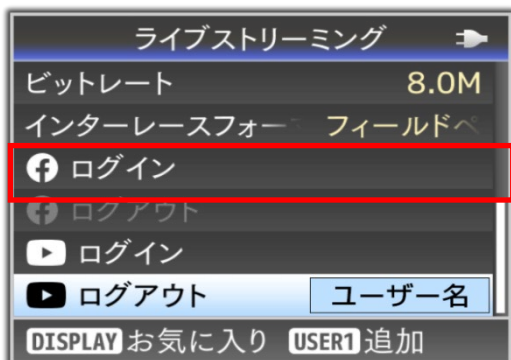 ライブストリーミング
ビットレート 8.0M
インターレースフォー フィールドペ
ログイン
ログアウト
ログイン
ログアウト ユーザー名
DISPLAY お気に入り USER1 追加